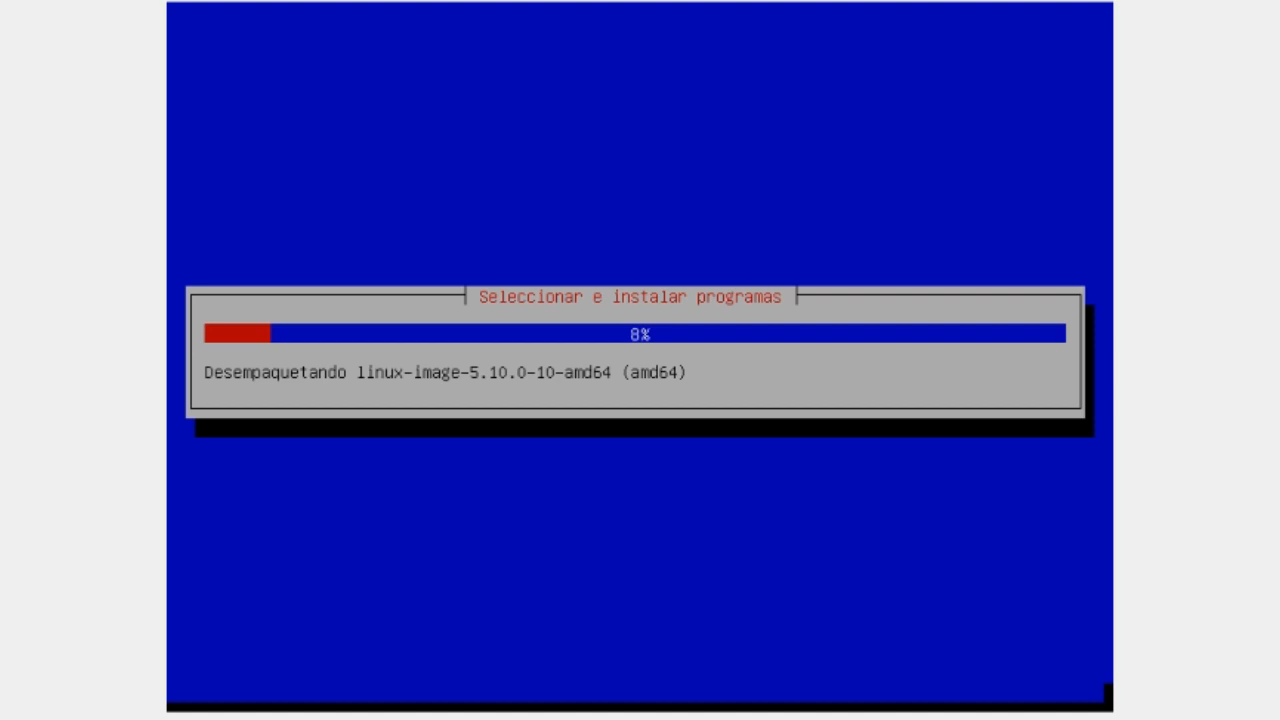 Seleccionar e instalar programas
8%
Desempaquetando linux-image-5.10.0-10-amd64 (amd64)